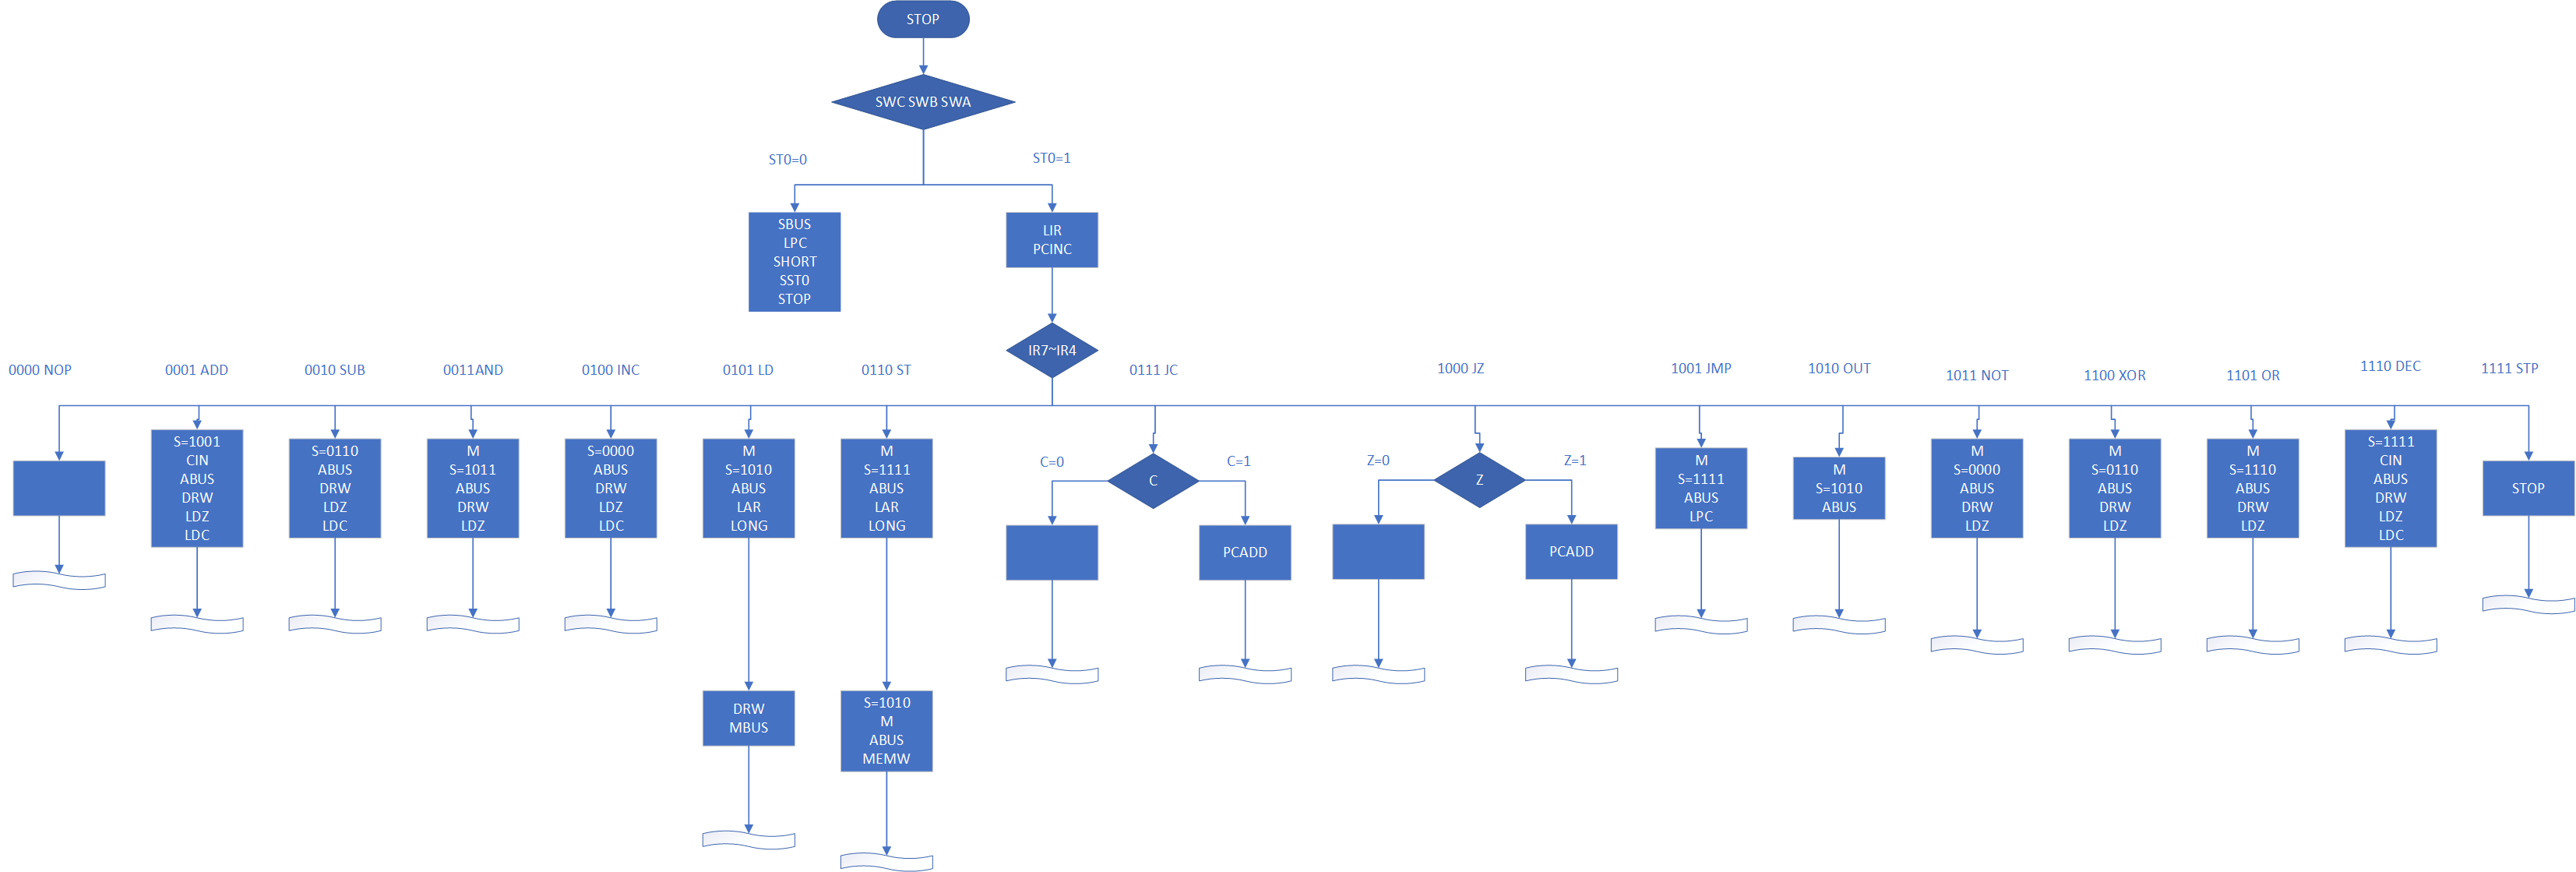 STOP
SWC SWB SWA
ST0=0
ST0=1
SBUS
LPC
SHORT
SST0
STOP
LIR
PCINC
IR7~IR4
0000 NOP
0001 ADD
0010 SUB
0011AND
0100 INC
0101 LD
0110 ST
0111 JC
1000 JZ
1001 JMP
1010 OUT
1011 NOT
1100 XOR
1101 OR
1110 DEC
1111 STP
S=1001
CIN
ABUS
DRW
LDZ
LDC
S=0110
ABUS
DRW
LDZ
LDC
M
S=1011
ABUS
DRW
LDZ
S=0000
ABUS
DRW
LDZ
LDC
M
S=1010
ABUS
LAR
LONG
M
S=1111
ABUS
LAR
LONG
C=0
C
C=1
PCADD
Z=0
Z
Z=1
PCADD
M
S=1111
ABUS
LPC
M
S=1010
ABUS
M
S=0000
ABUS
DRW
LDZ
M
S=0110
ABUS
DRW
LDZ
M
S=1110
ABUS
DRW
LDZ
S=1111
CIN
ABUS
DRW
LDZ
LDC
STOP
DRW
MBUS
S=1010
M
ABUS
MEMW